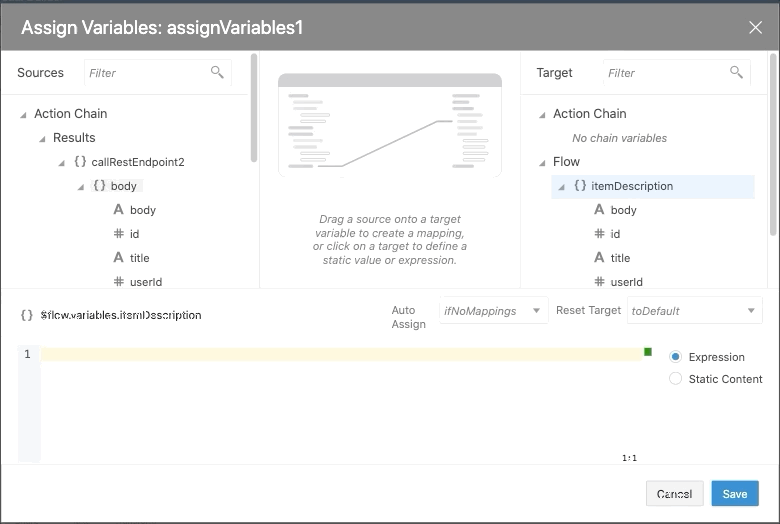 Assign Variables: assignVariables1
Sources
Filter
Target
Filter
Action Chain
Results
{} callRestEndpoint2
{} body
A body
# id
A title
# userId
Drag a source onto a target
variable to create a mapping,
or click on a target to define a
static value or expression.
Action Chain
No chain variables
Flow
{} itemDescription
A body
# id
A title
# userId
{} $flow.variables.itemDescription
Auto
Assign
ifNoMappings
Reset Target
toDefault
1
Expression
Static Content
1:1
Cancel
Save